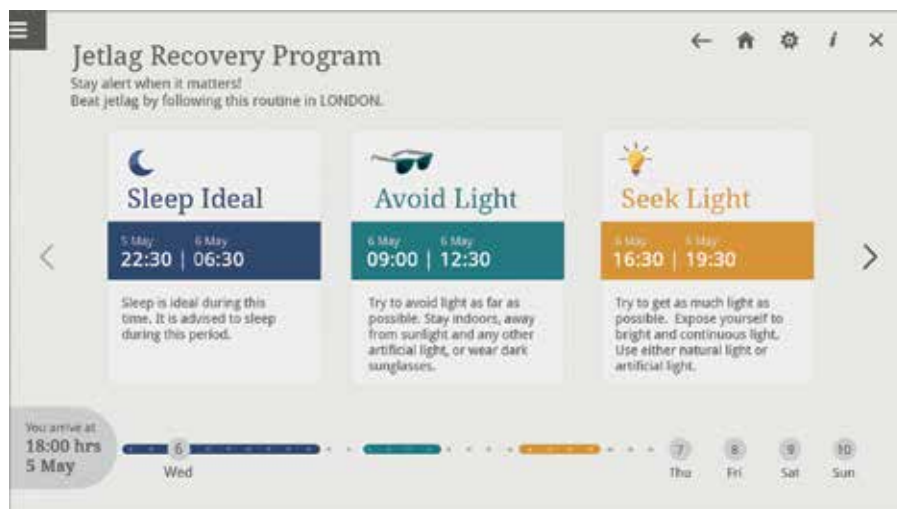 Jetlag Recovery Program
Stay alert when it matters!
Beat jetlag by following this routine in LONDON.
i
Sleep Ideal
5 May 6 May
22:30 | 06:30
Sleep is ideal during this
time. It is advised to sleep
during this period.
Avoid Light
6 May 6 May
09:00 | 12:30
Try to avoid light as far as
possible. Stay indoors, away
from sunlight and any other
artificial light, or wear dark
sunglasses.
Seek Light
6 May 6 May
16:30 | 19:30
Try to get as much light as
possible. Expose yourself to
bright and continuous light.
Use either natural light or
artificial light.
You arrive at
18:00 hrs
5 May
6
Wed
7
Thu
8
Fri
9
Sat
10
Sun